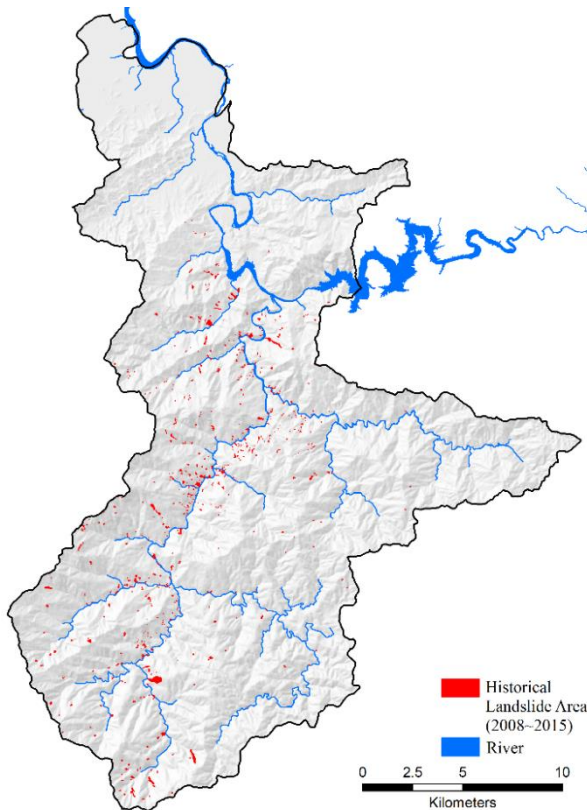 Historical
Landslide Area
(2008~2015)
River
0 2.5 5 10
Kilometers